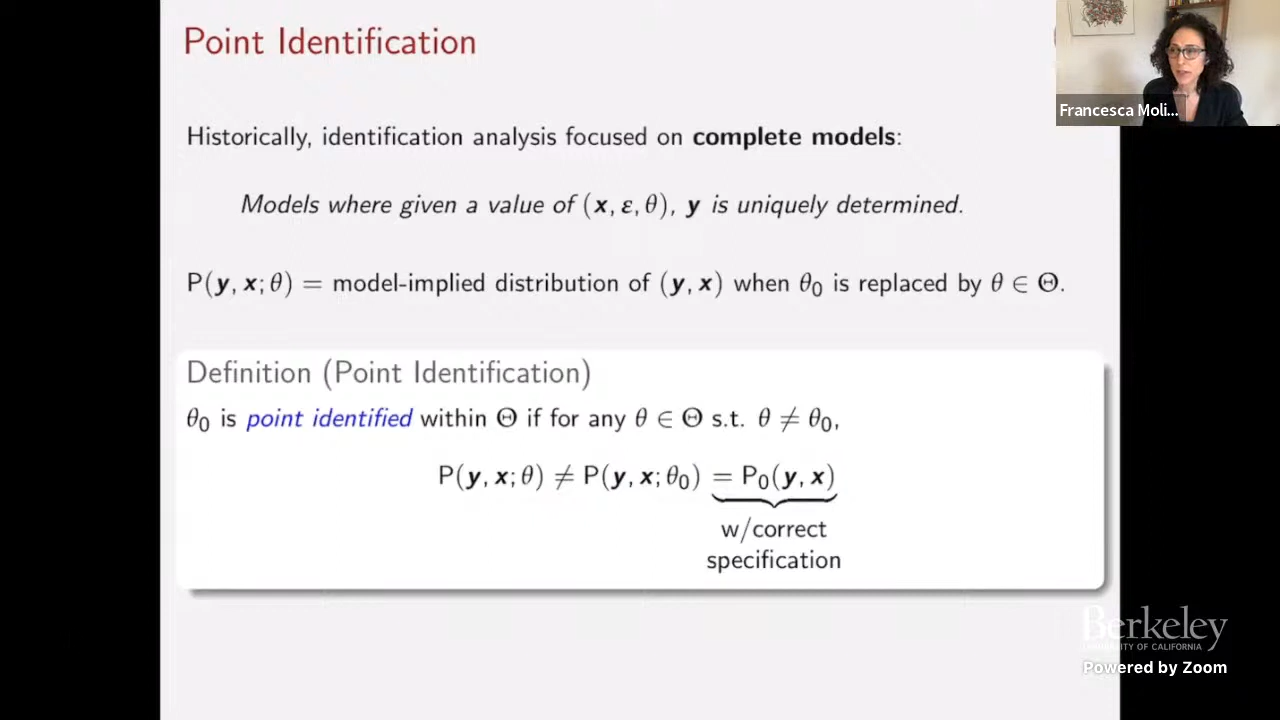 Point Identification
Francesca Moli...
Historically, identification analysis focused on complete models:
Models where given a value of (x, ε, θ), y is uniquely determined.
P(y, x; θ) = model-implied distribution of (y, x) when θ₀ is replaced by θ ∈ Θ.
Definition (Point Identification)
θ₀ is point identified within Θ if for any θ ∈ Θ s.t. θ ≠ θ₀,
P(y, x; θ) ≠ P(y, x; θ₀) = P₀(y, x)
w/correct
specification
Berkeley
UNIVERSITY OF CALIFORNIA
Powered by Zoom